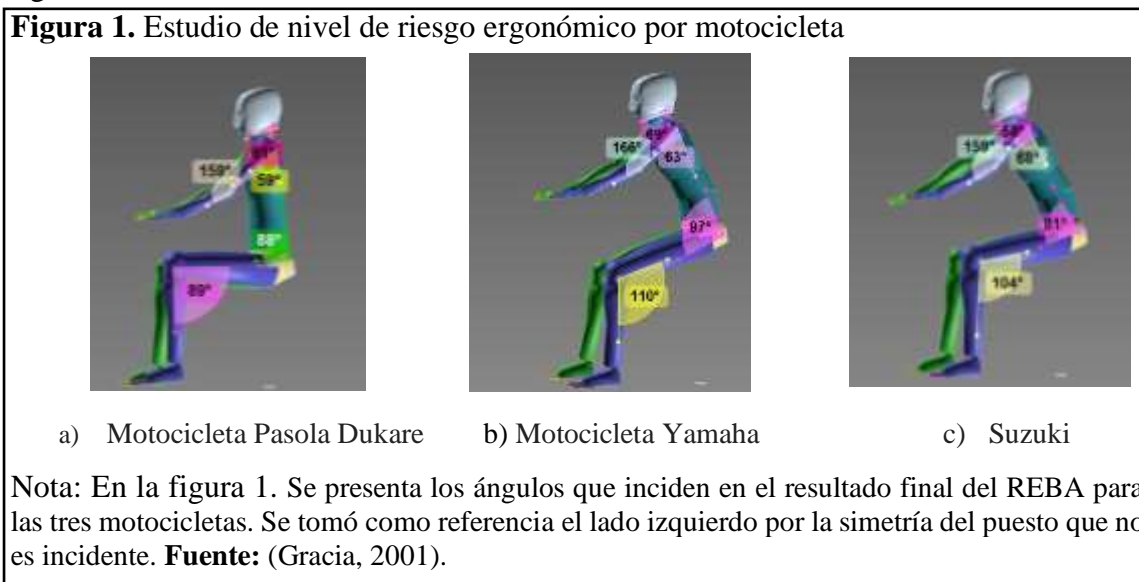 Figura 1. Estudio de nivel de riesgo ergonómico por motocicleta
159°
59°
88°
89°
166°
69°
63°
97°
110°
159°
58°
68°
91°
104°
a) Motocicleta Pasola Dukare b) Motocicleta Yamaha c) Suzuki
Nota: En la figura 1. Se presenta los ángulos que inciden en el resultado final del REBA para
las tres motocicletas. Se tomó como referencia el lado izquierdo por la simetría del puesto que no
es incidente. Fuente: (Gracia, 2001).